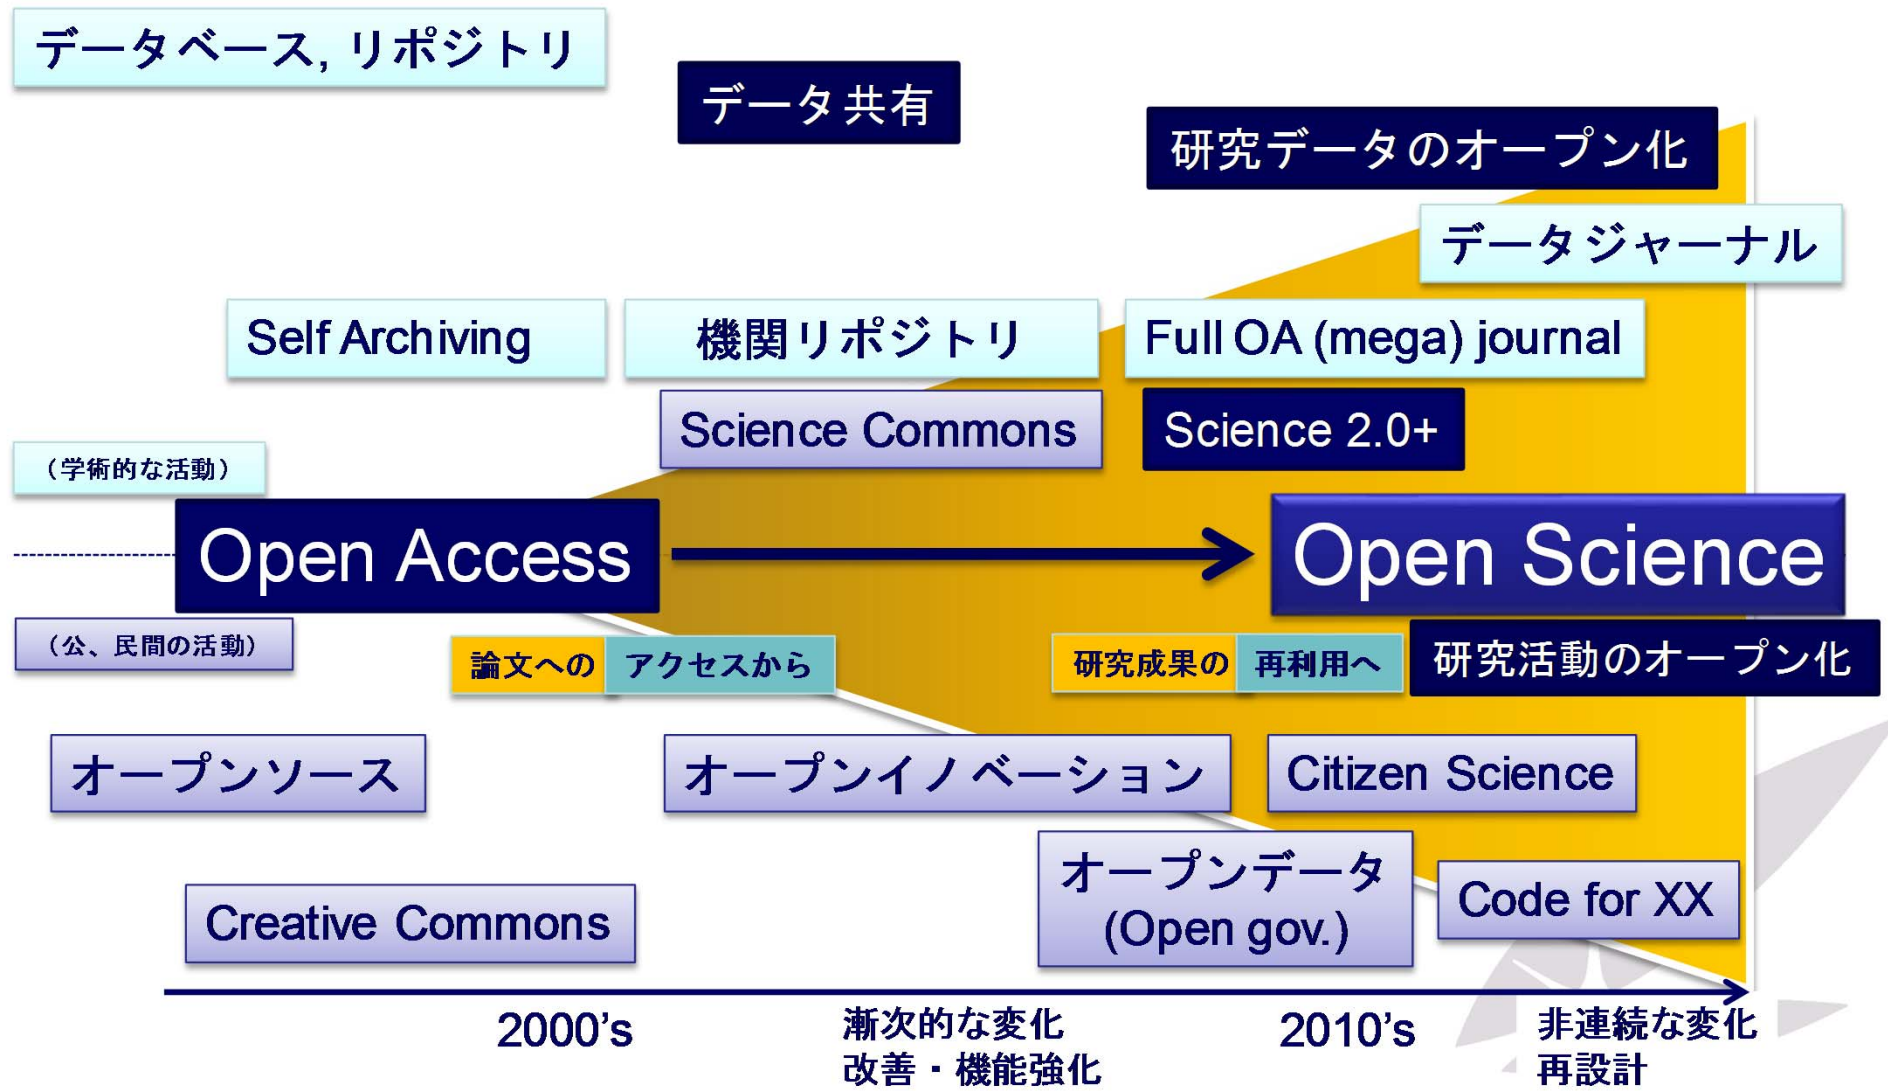 データベース, リポジトリ
データ共有
研究データのオープン化
データジャーナル
Self Archiving
機関リポジトリ
Full OA (mega) journal
Science Commons
Science 2.0+
（学術的な活動）
Open Access
Open Science
（公、民間の活動）
論文への アクセスから
研究成果の 再利用へ
研究活動のオープン化
オープンソース
オープンイノベーション
Citizen Science
オープンデータ
(Open gov.)
Code for XX
Creative Commons
2000's
漸次的な変化
改善・機能強化
2010's
非連続な変化
再設計